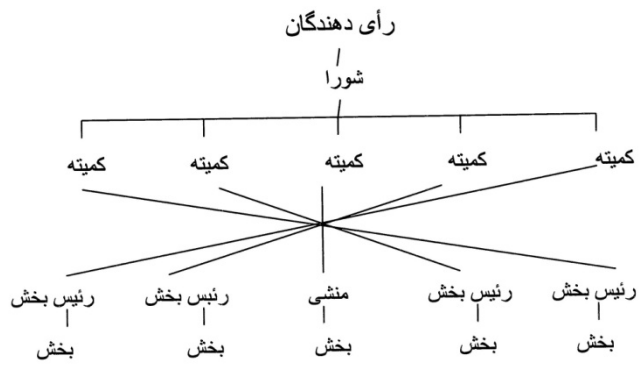 رأی دهندگان
شورا
کمیته کمیته کمیته کمیته کمیته
رئیس بخش رئیس بخش منشی رئبس بخش رئیس بخش
بخش بخش بخش بخش بخش